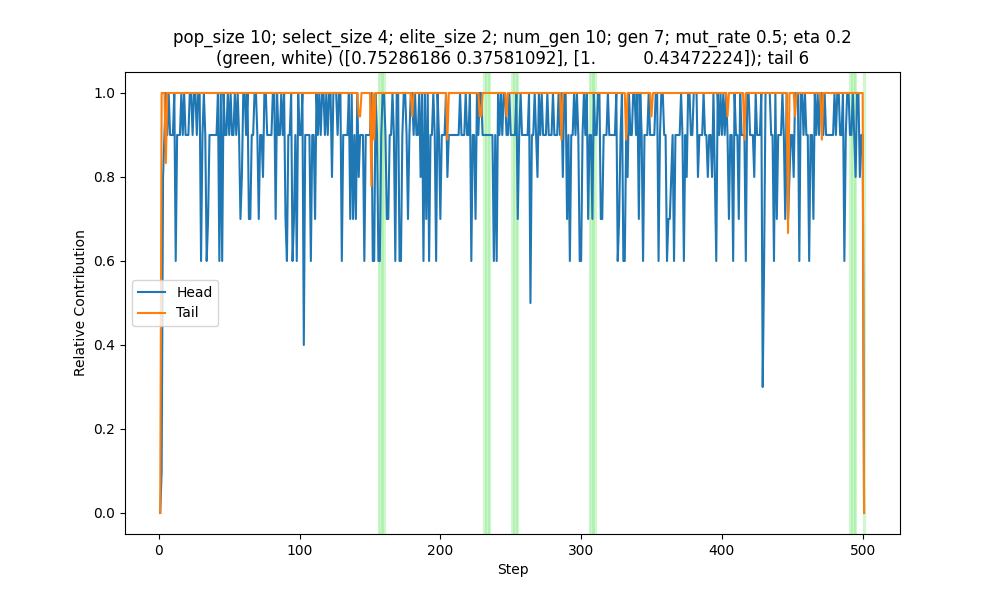 pop_size 10; select_size 4; elite_size 2; num_gen 10; gen 7; mut_rate 0.5; eta 0.2
(green, white) ([0.75286186 0.37581092], [1.         0.43472224]); tail 6
1.0
0.8
0.6
0.4
0.2
0.0
Relative Contribution
Head
Tail
0
100
200
300
400
500
Step